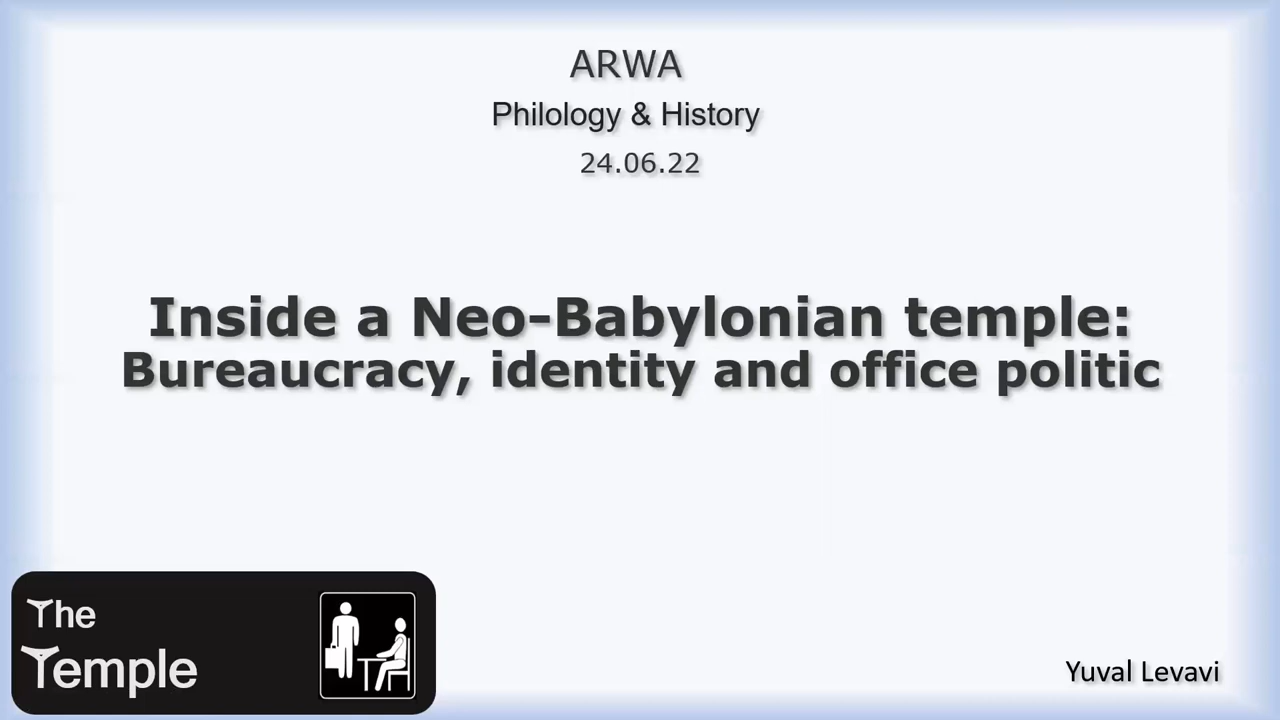 ARWA
Philology & History
24.06.22
Inside a Neo-Babylonian temple:
Bureaucracy, identity and office politic
The
Temple
Yuval Levavi